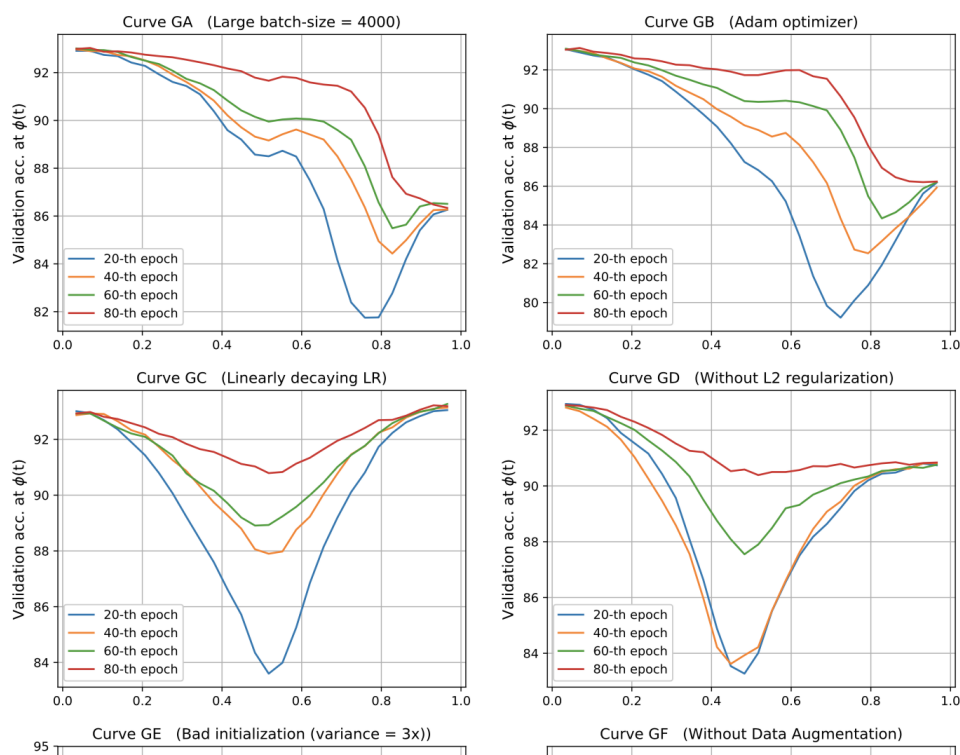 Curve GA (Large batch-size = 4000)
Validation acc. at ϕ(t)
92
90
88
86
84
82
20-th epoch
40-th epoch
60-th epoch
80-th epoch
0.0 0.2 0.4 0.6 0.8 1.0
Curve GB (Adam optimizer)
Validation acc. at ϕ(t)
92
90
88
86
84
82
80
20-th epoch
40-th epoch
60-th epoch
80-th epoch
0.0 0.2 0.4 0.6 0.8 1.0
Curve GC (Linearly decaying LR)
Validation acc. at ϕ(t)
92
90
88
86
84
20-th epoch
40-th epoch
60-th epoch
80-th epoch
0.0 0.2 0.4 0.6 0.8 1.0
Curve GD (Without L2 regularization)
Validation acc. at ϕ(t)
92
90
88
86
84
20-th epoch
40-th epoch
60-th epoch
80-th epoch
0.0 0.2 0.4 0.6 0.8 1.0
Curve GE (Bad initialization (variance = 3x))
95
Curve GF (Without Data Augmentation)